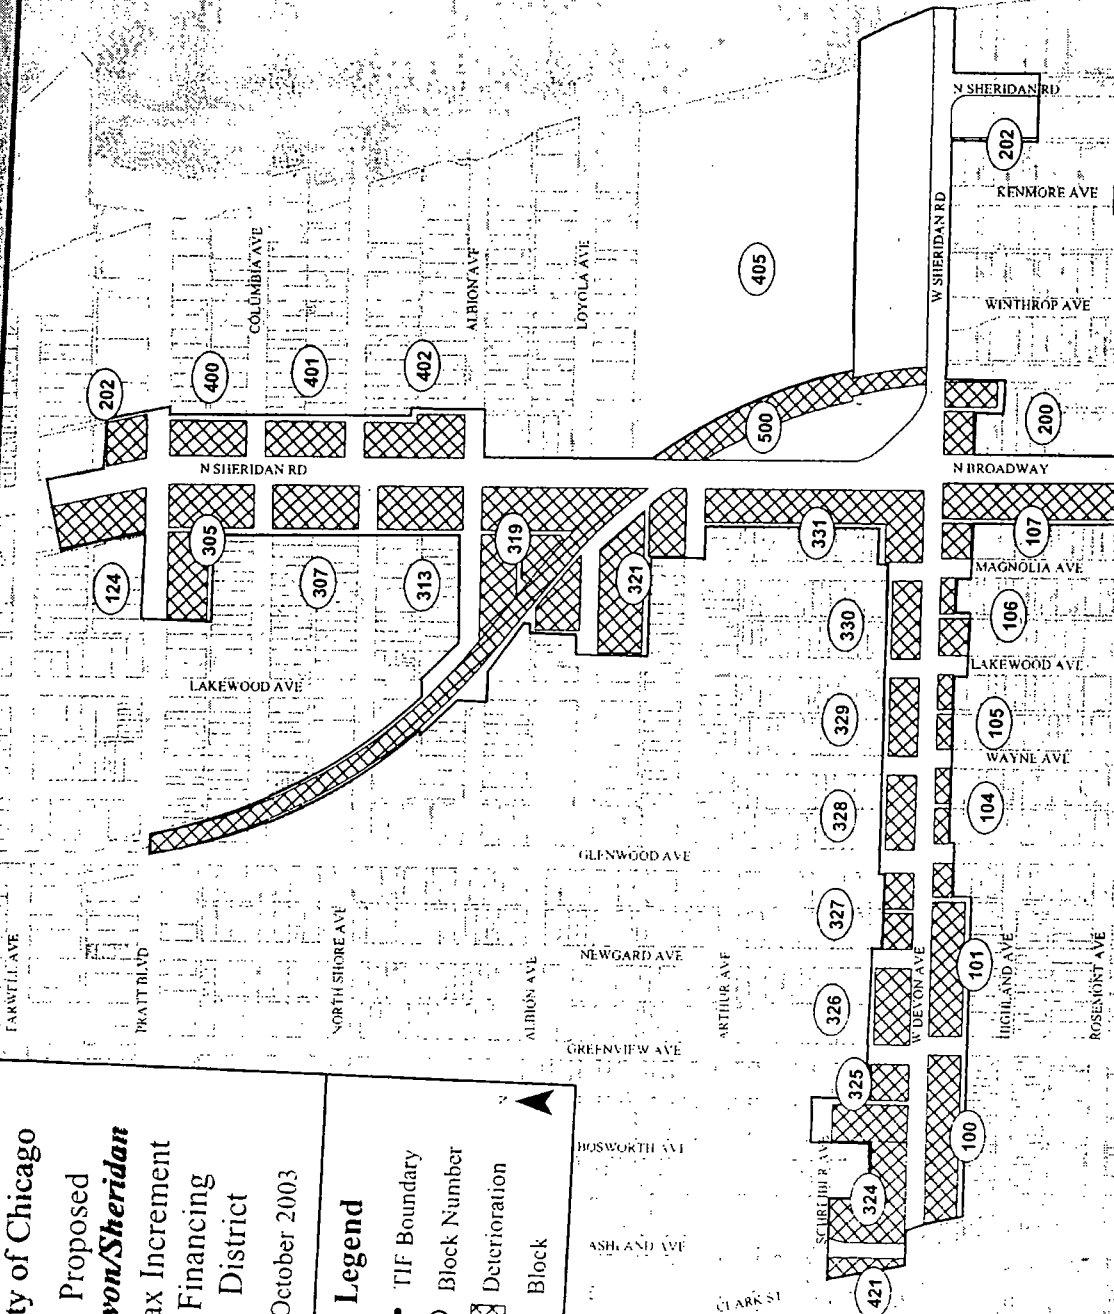 ty of Chicago
Proposed
von/Sheridan
ax Increment
Financing
District
October 2003
Legend
TIF Boundary
Block Number
Deterioration
Block
FARWELL AVE
PRATT BLVD
NORTH SHORE AVE
ALBION AVE
ARTHUR AVE
HIGHLAND AVE
ROSEMONT AVE
COLUMBIA AVE
ALBION AVE
LOYOLA AVE
N SHERIDAN RD
LAKEWOOD AVE
GLENWOOD AVE
NEWGARD AVE
GREENVIEW AVE
BOSWORTH AVE
SCHREIBER AVE
ASHLAND AVE
CLARK ST
W DEVON AVE
W SHERIDAN RD
N SHERIDAN RD
KENMORE AVE
WINTHROP AVE
N BROADWAY
MAGNOLIA AVE
LAKEWOOD AVE
WAYNE AVE
202
400
401
402
405
202
500
200
124
305
307
313
319
321
331
107
330
106
329
105
328
104
327
101
326
325
100
324
421